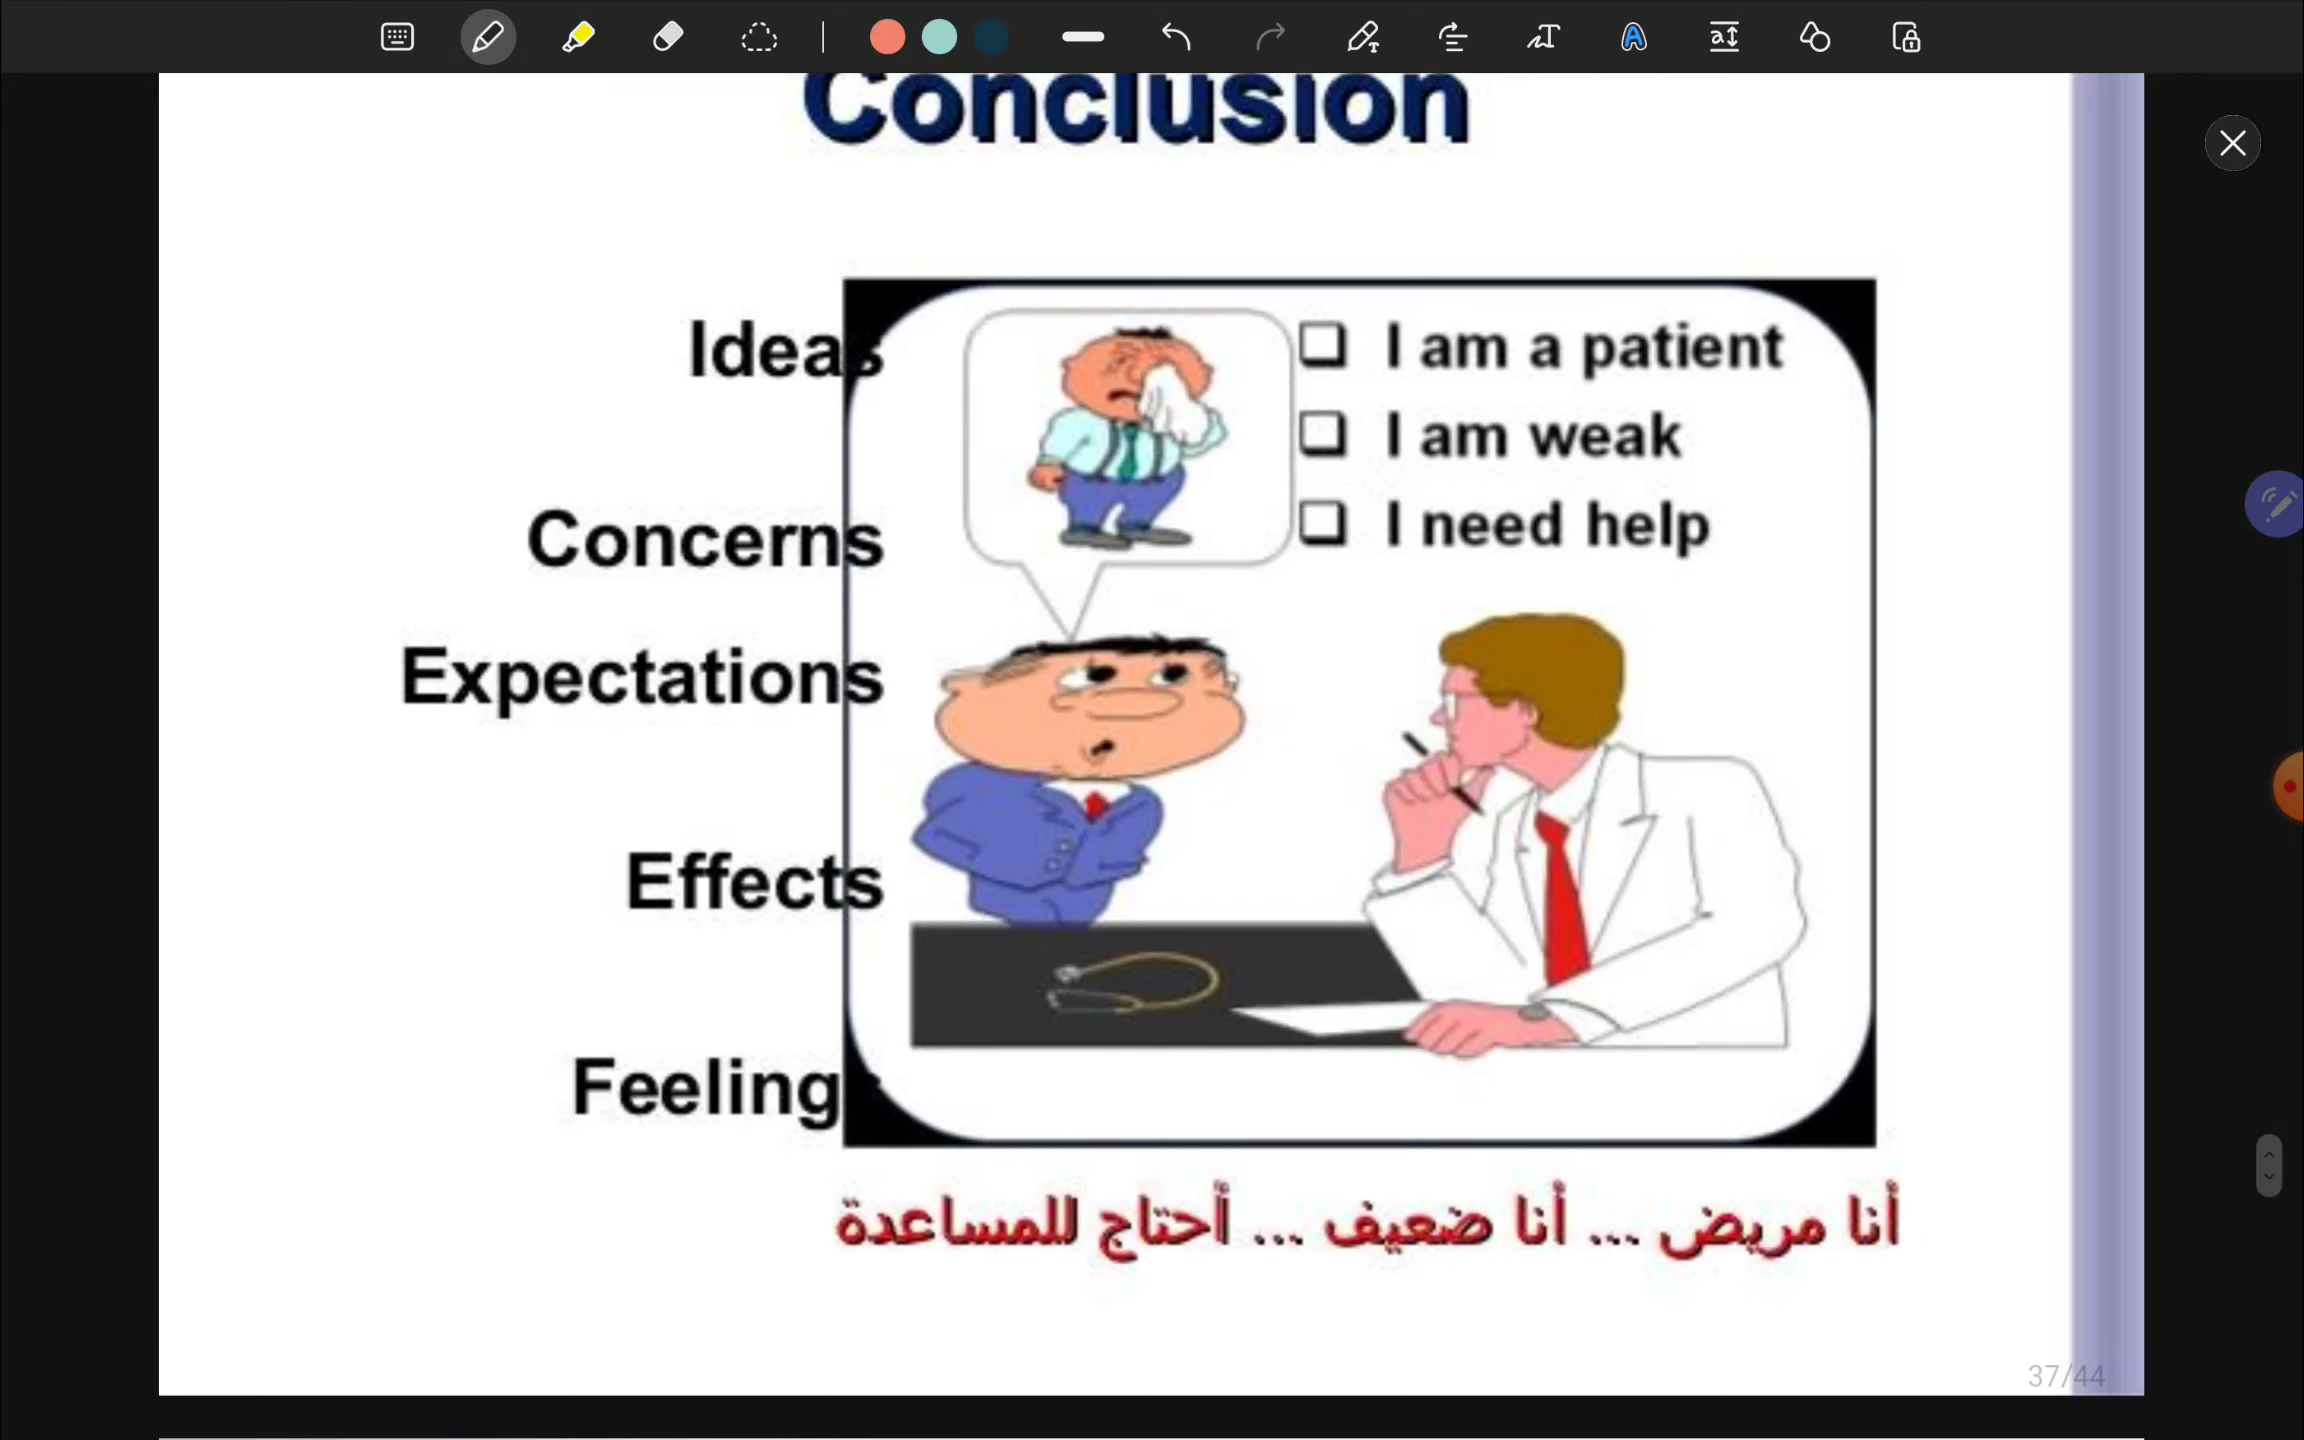 Conclusion
Ideas
Concerns
Expectations
Effects
Feeling
I am a patient
I am weak
I need help
أنا مريض ... أنا ضعيف ... أحتاج للمساعدة
37/44